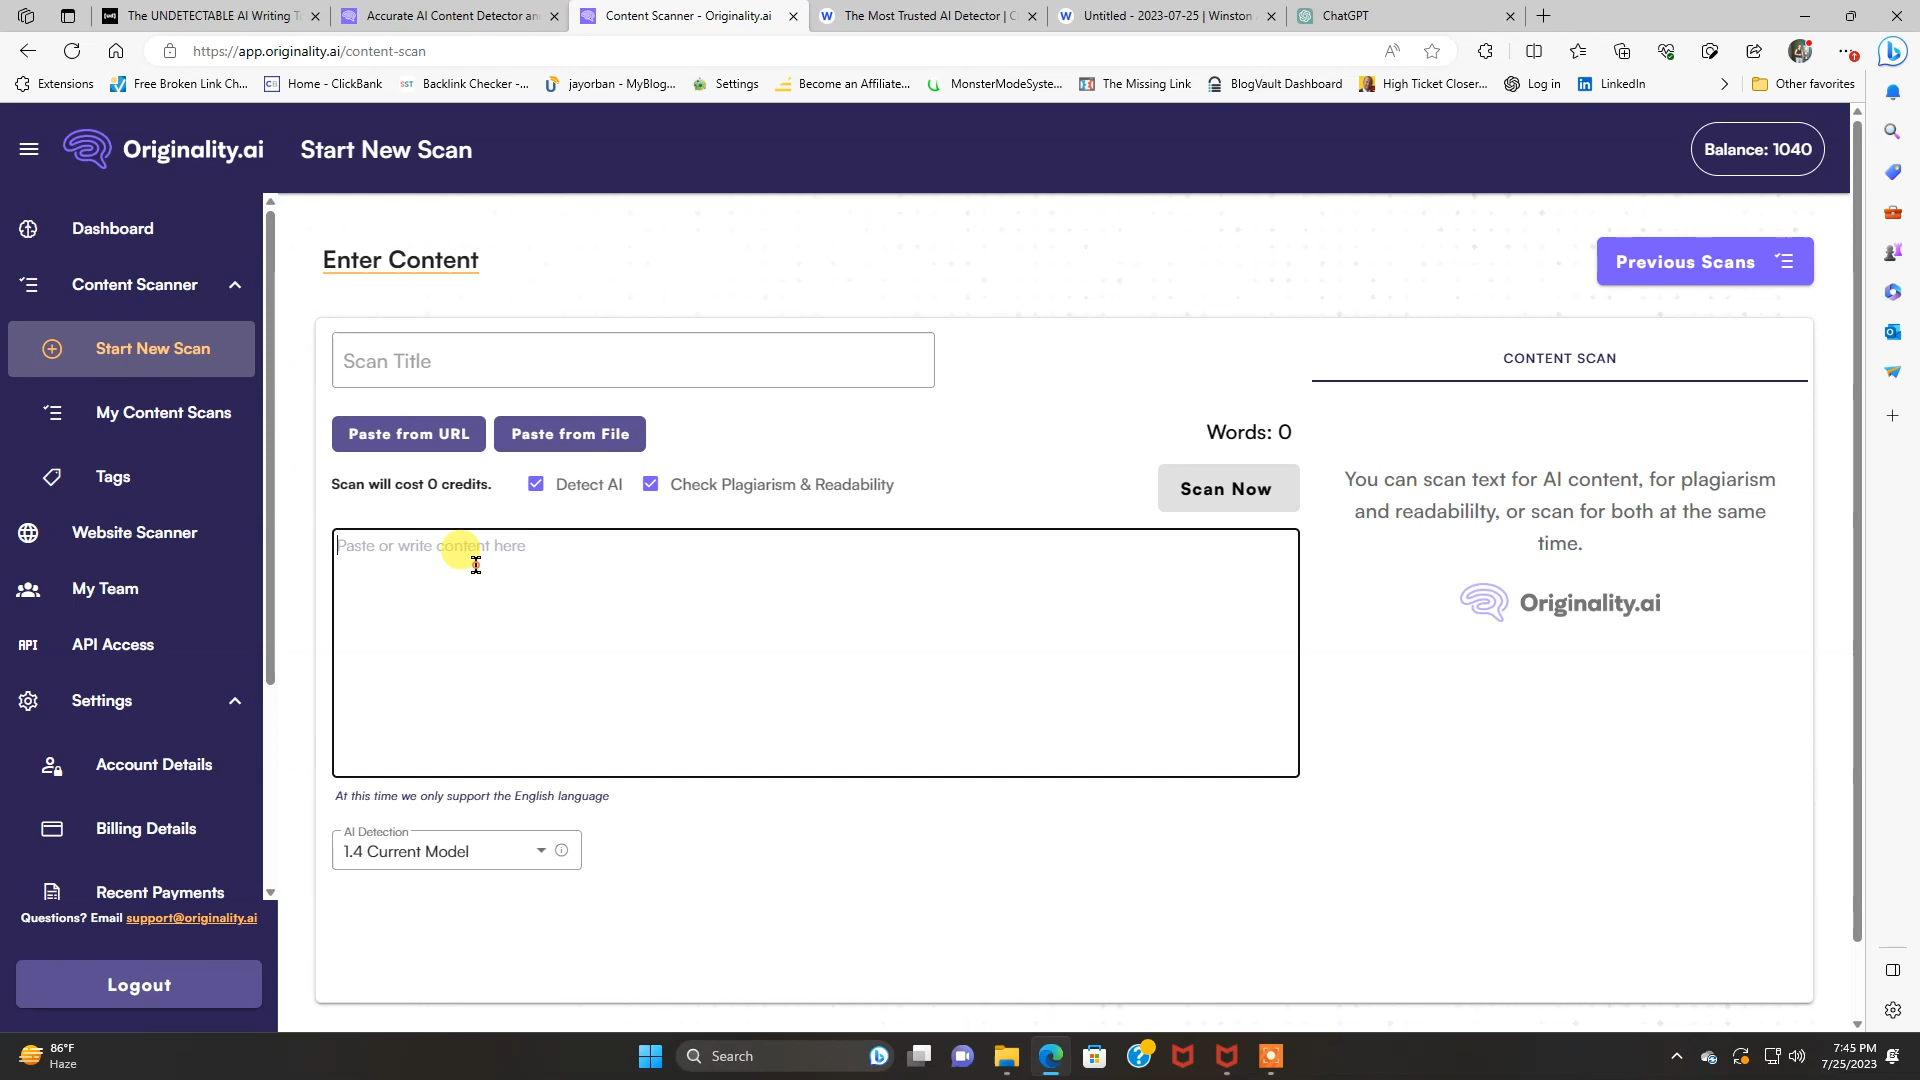 The UNDETECTABLE AI Writing T
Accurate AI Content Detector an
Content Scanner - Originality.ai
The Most Trusted AI Detector | C
Untitled - 2023-07-25 | Winston
ChatGPT
https://app.originality.ai/content-scan
Extensions
Free Broken Link Ch...
Home - ClickBank
Backlink Checker -...
jayorban - MyBlog...
Settings
Become an Affiliate...
MonsterModeSyste...
The Missing Link
BlogVault Dashboard
High Ticket Closer...
Log in
LinkedIn
Other favorites
Originality.ai
Start New Scan
Balance: 1040
Dashboard
Content Scanner
Start New Scan
My Content Scans
Tags
Website Scanner
My Team
API
API Access
Settings
Account Details
Billing Details
Recent Payments
Questions? Email support@originality.ai
Logout
Enter Content
Previous Scans
Scan Title
Paste from URL
Paste from File
Words: 0
Scan will cost 0 credits.
Detect AI
Check Plagiarism & Readability
Scan Now
Paste or write content here
At this time we only support the English language
AI Detection
1.4 Current Model
CONTENT SCAN
You can scan text for AI content, for plagiarism
and readabililty, or scan for both at the same
time.
Originality.ai
86°F
Haze
Search
7:45 PM
7/25/2023